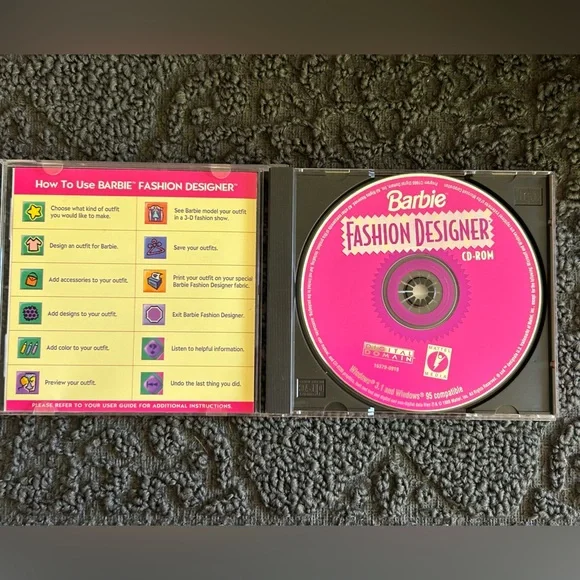 How To Use BARBIE™ FASHION DESIGNER™
Choose what kind of outfit
you would like to make.
See Barbie model your outfit
in a 3-D fashion show.
Design an outfit for Barbie.
Save your outfits.
Add accessories to your outfit.
Print your outfit on your special
Barbie Fashion Designer fabric.
Add designs to your outfit.
Exit Barbie Fashion Designer.
Add color to your outfit.
Listen to helpful information.
Preview your outfit.
Undo the last thing you did.
PLEASE REFER TO YOUR USER GUIDE FOR ADDITIONAL INSTRUCTIONS.
Barbie
FASHION DESIGNER
CD-ROM
DOMAIN
MATTEL
MEDIA
Windows® 3.1 and Windows® 95 compatible